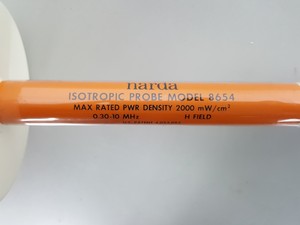 narda
ISOTROPIC PROBE MODEL 8654
MAX RATED PWR DENSITY 2000 mW/cm²
0.30-10 MHz H FIELD